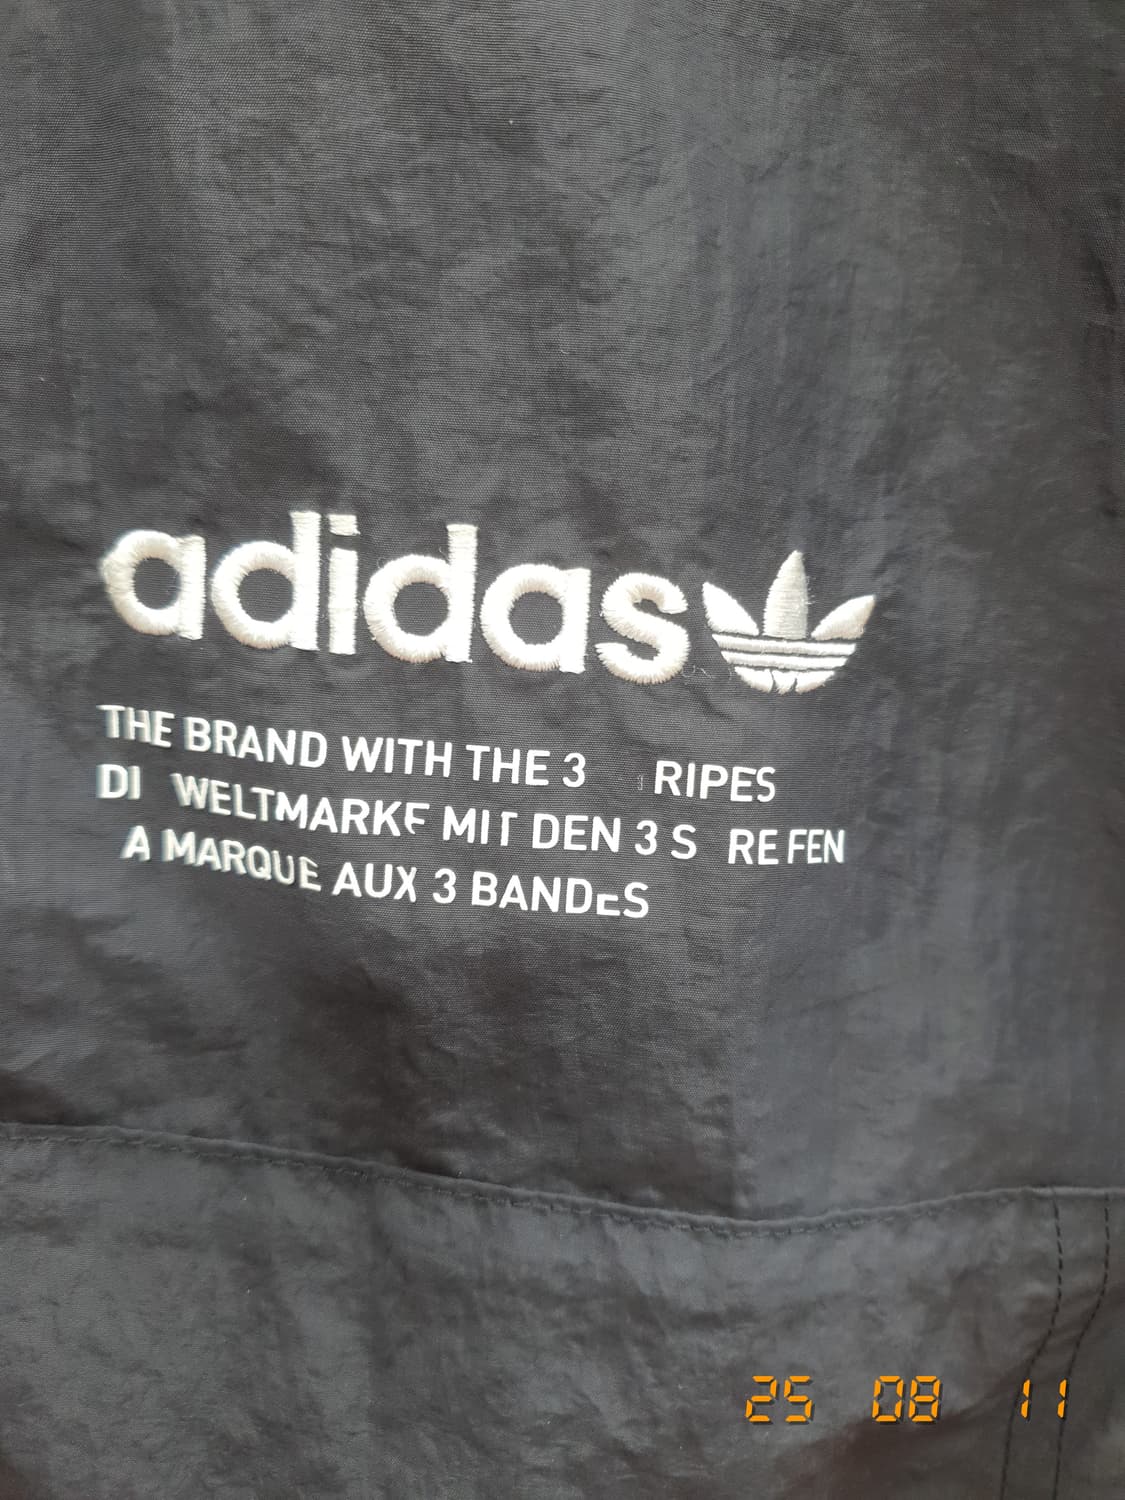 adidas
THE BRAND WITH THE 3 RIPES
DI WELTMARKE MIT DEN 3 S RE FEN
A MARQUE AUX 3 BANDES
25 08 11